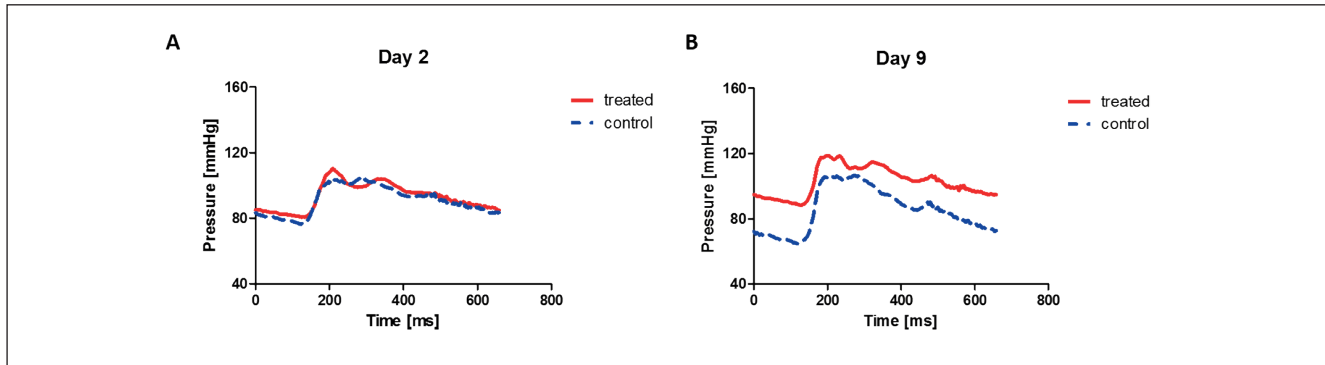 A
Day 2
160
120
80
40
0
200
400
600
800
Pressure [mmHg]
Time [ms]
treated
control
B
Day 9
160
120
80
40
0
200
400
600
800
Pressure [mmHg]
Time [ms]
treated
control